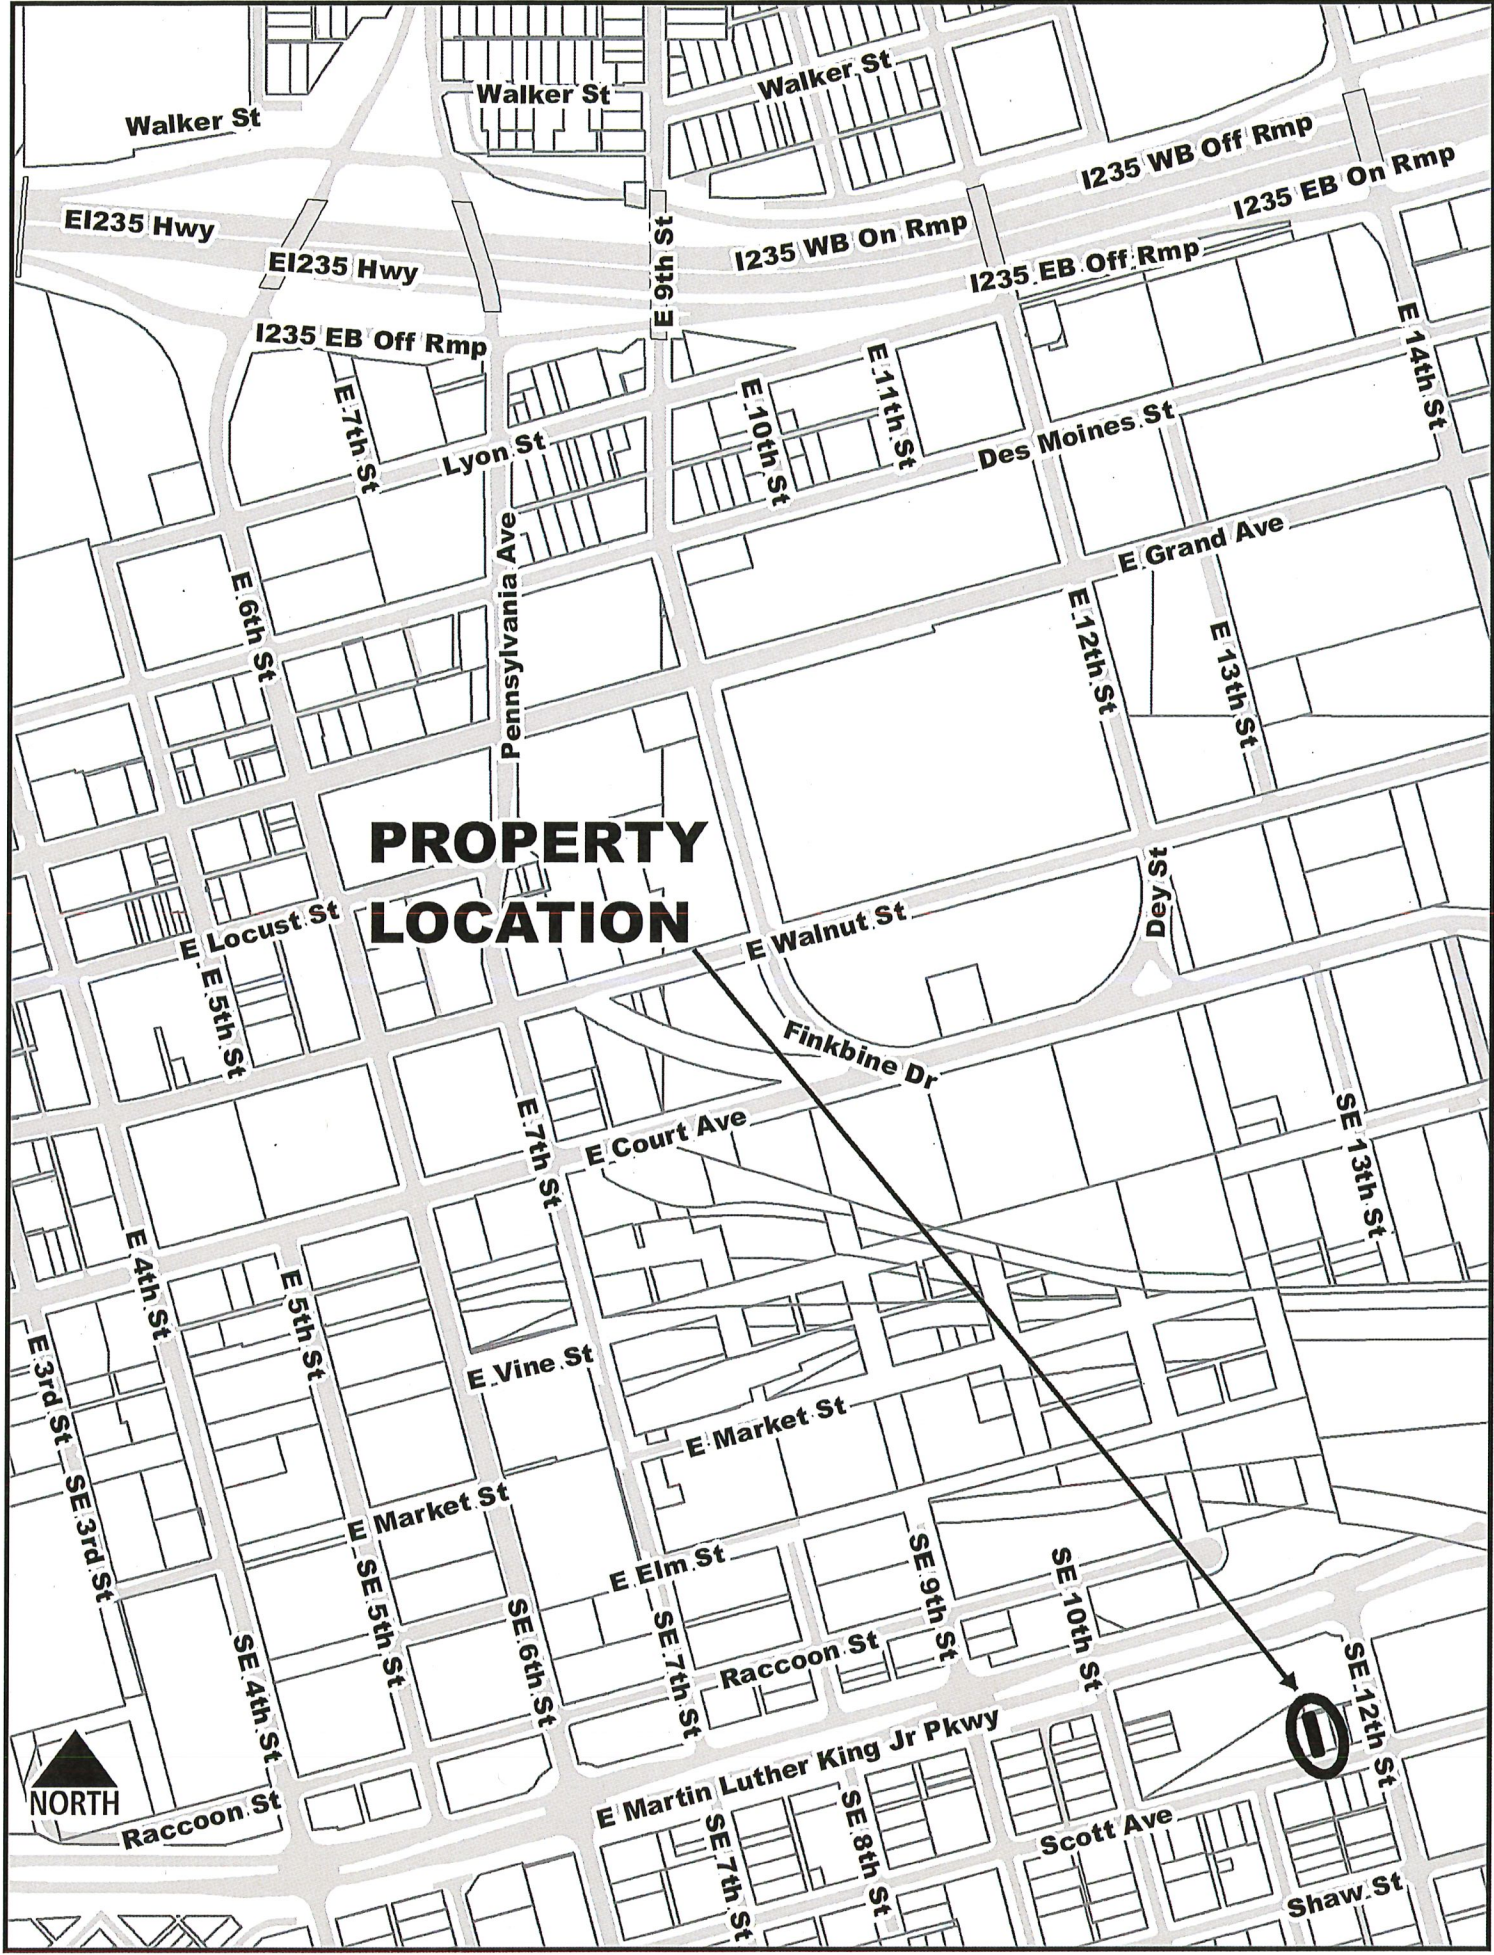 Walker St
Walker St
Walker St
I235 WB Off Rmp
I235 EB On Rmp
EI235 Hwy
EI235 Hwy
E 9th St
I235 WB On Rmp
I235 EB Off Rmp
I235 EB Off Rmp
E 14th St
E 7th St
Lyon St
E 10th St
E 11th St
Des Moines St
E Grand Ave
Pennsylvania Ave
E 6th St
E 12th St
E 13th St
PROPERTY
LOCATION
E Locust St
E 5th St
E Walnut St
Dey St
Finkbine Dr
E 7th St
E Court Ave
SE 13th St
E 4th St
E 5th St
E 3rd St
E Vine St
E Market St
SE 3rd St
E Market St
E Elm St
SE 5th St
SE 9th St
SE 10th St
SE 4th St
SE 6th St
SE 7th St
Raccoon St
SE 12th St
NORTH
Raccoon St
E Martin Luther King Jr Pkwy
SE 7th St
SE 8th St
Scott Ave
Shaw St